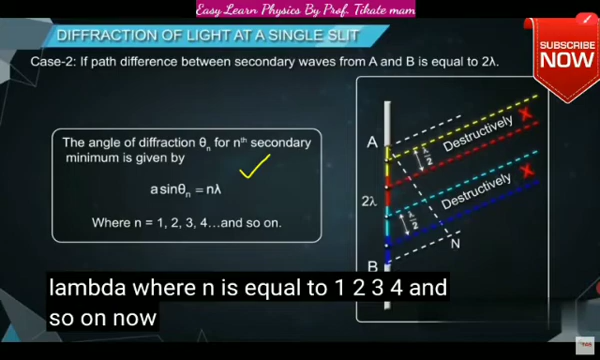 Easy Learn Physics By Prof. Tikate mam
DIFFRACTION OF LIGHT AT A SINGLE SLIT
SUBSCRIBE
NOW
Case-2: If path difference between secondary waves from A and B is equal to 2λ.
The angle of diffraction θₙ for nᵗʰ secondary
minimum is given by
a sinθₙ = nλ
Where n = 1, 2, 3, 4...and so on.
A
λ/2
Destructively
2λ
λ/2
Destructively
B
N
lambda where n is equal to 1 2 3 4 and
so on now